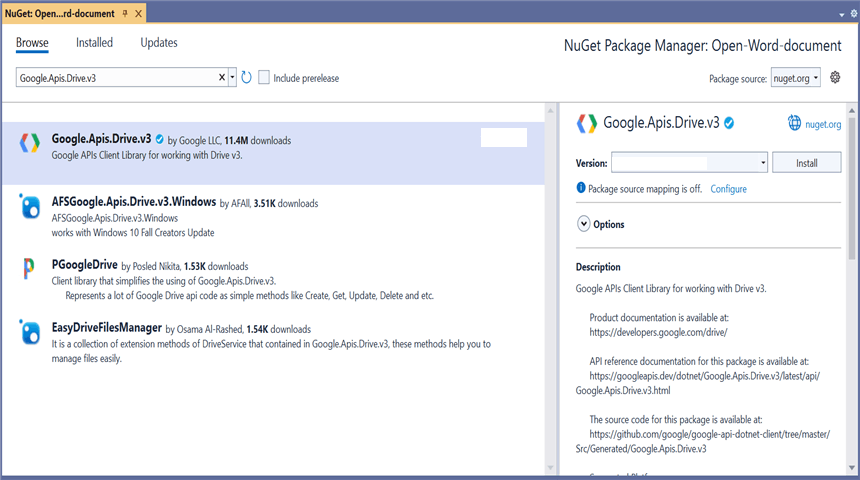 NuGet: Open...rd-document
Browse Installed Updates
NuGet Package Manager: Open-Word-document
Google.Apis.Drive.v3
Include prerelease
Package source: nuget.org
Google.Apis.Drive.v3 by Google LLC, 11.4M downloads
Google APIs Client Library for working with Drive v3.
AFSGoogle.Apis.Drive.v3.Windows by AFAll, 3.51K downloads
AFSGoogle.Apis.Drive.v3.Windows
works with Windows 10 Fall Creators Update
PGoogleDrive by Posled Nikita, 1.53K downloads
Client library that simplifies the using of Google.Apis.Drive.v3.
Represents a lot of Google Drive api code as simple methods like Create, Get, Update, Delete and etc.
EasyDriveFilesManager by Osama Al-Rashed, 1.54K downloads
It is a collection of extension methods of DriveService that contained in Google.Apis.Drive.v3, these methods help you to
manage files easily.
Google.Apis.Drive.v3
nuget.org
Version:
Install
Package source mapping is off. Configure
Options
Description
Google APIs Client Library for working with Drive v3.
Product documentation is available at:
https://developers.google.com/drive/
API reference documentation for this package is available at:
https://googleapis.dev/dotnet/Google.Apis.Drive.v3/latest/api/
Google.Apis.Drive.v3.html
The source code for this package is available at:
https://github.com/google/google-api-dotnet-client/tree/master/
Src/Generated/Google.Apis.Drive.v3